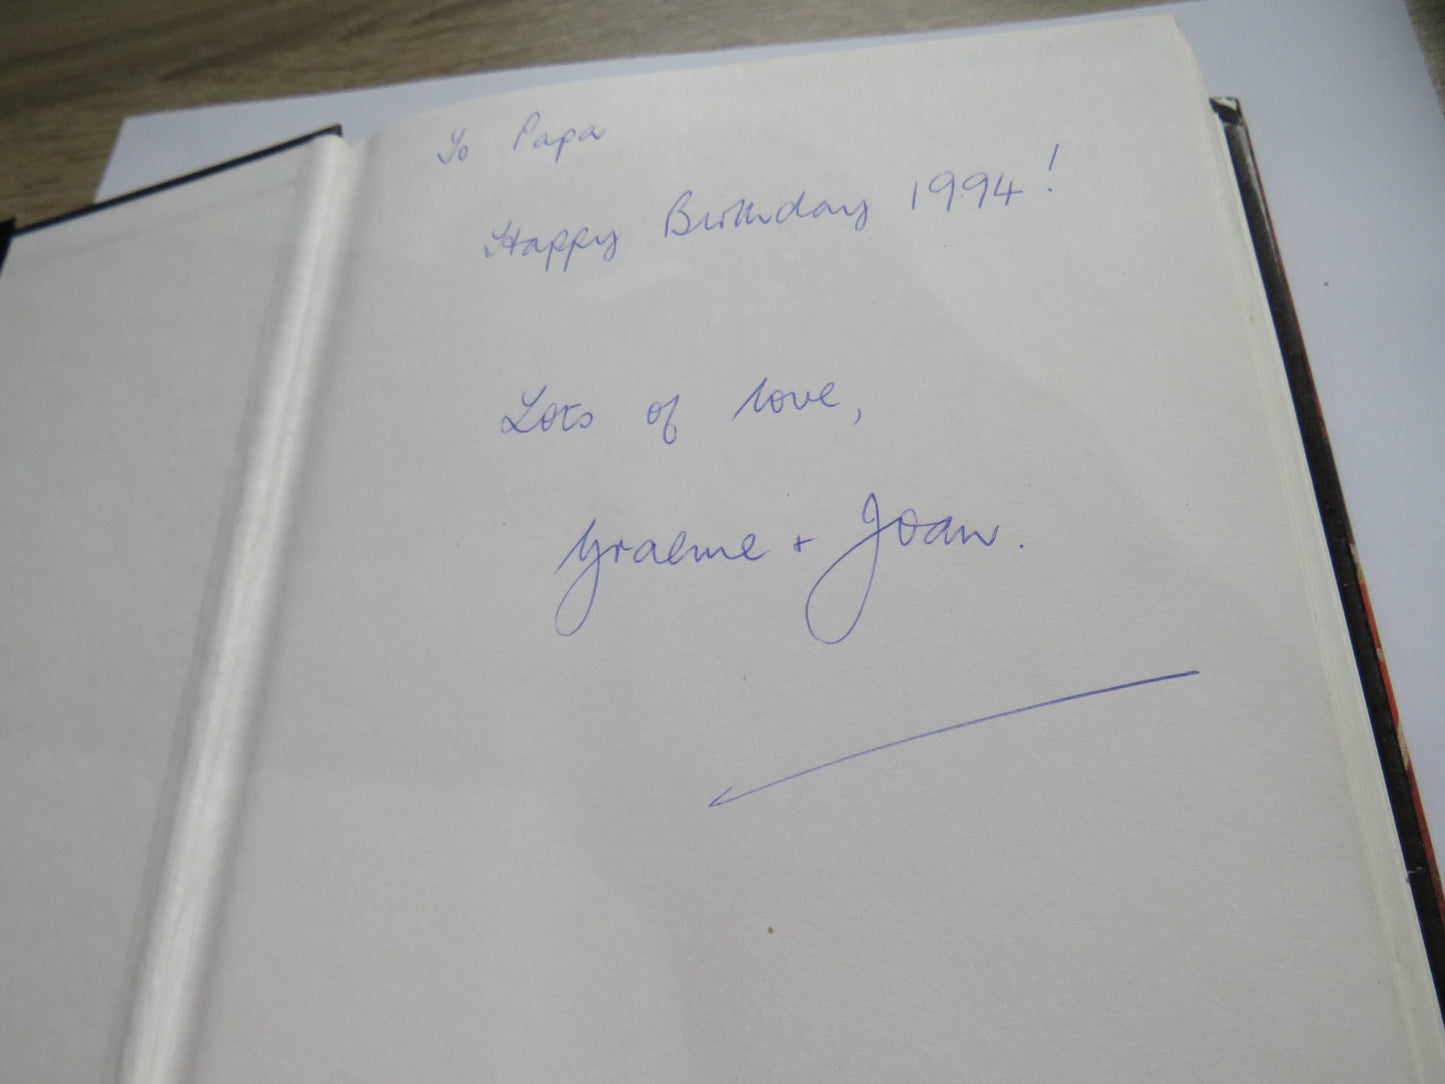 To Papa
Happy Birthday 1994!
Lots of love,
Graeme + Joan.